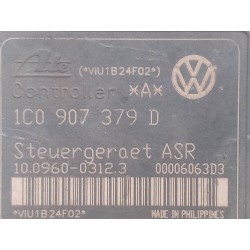 Ate (*VIU1B24F02*)
Controller *A*
1C0 907 379 D
Steuergeraet ASR
10.0960-0312.3 00006063D3
*VIU1B24F02* MADE IN PHILIPPINES